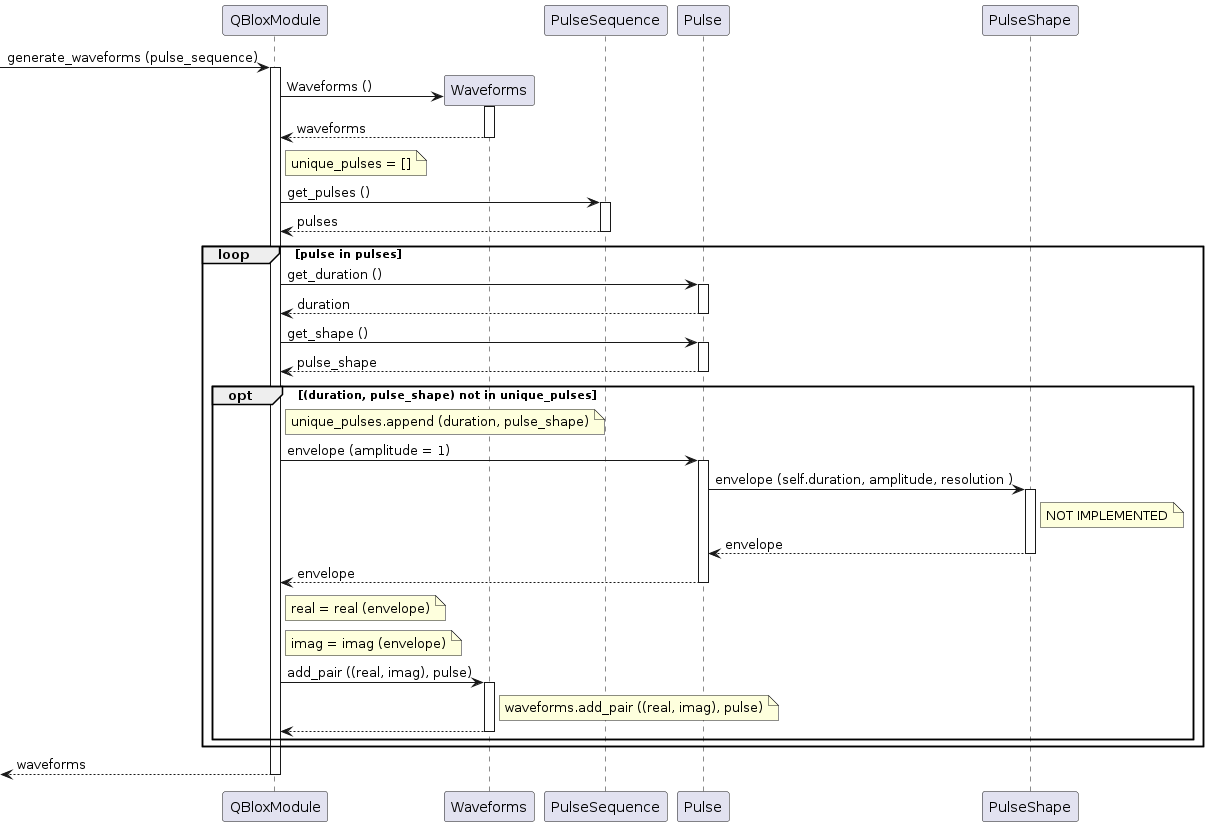 QBloxModule
PulseSequence
Pulse
PulseShape
generate_waveforms (pulse_sequence)
Waveforms ()
Waveforms
waveforms
unique_pulses = []
get_pulses ()
pulses
loop
[pulse in pulses]
get_duration ()
duration
get_shape ()
pulse_shape
opt
[(duration, pulse_shape) not in unique_pulses]
unique_pulses.append (duration, pulse_shape)
envelope (amplitude = 1)
envelope (self.duration, amplitude, resolution )
NOT IMPLEMENTED
envelope
envelope
real = real (envelope)
imag = imag (envelope)
add_pair ((real, imag), pulse)
waveforms.add_pair ((real, imag), pulse)
waveforms
QBloxModule
Waveforms
PulseSequence
Pulse
PulseShape